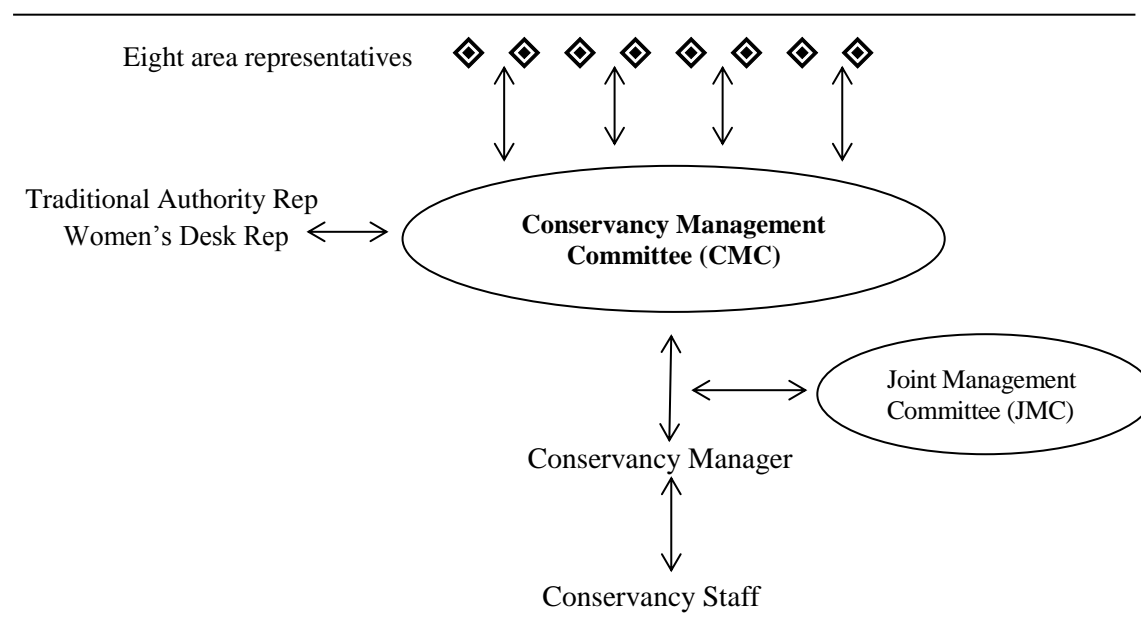 Eight area representatives
Traditional Authority Rep
Women’s Desk Rep
Conservancy Management
Committee (CMC)
Joint Management
Committee (JMC)
Conservancy Manager
Conservancy Staff